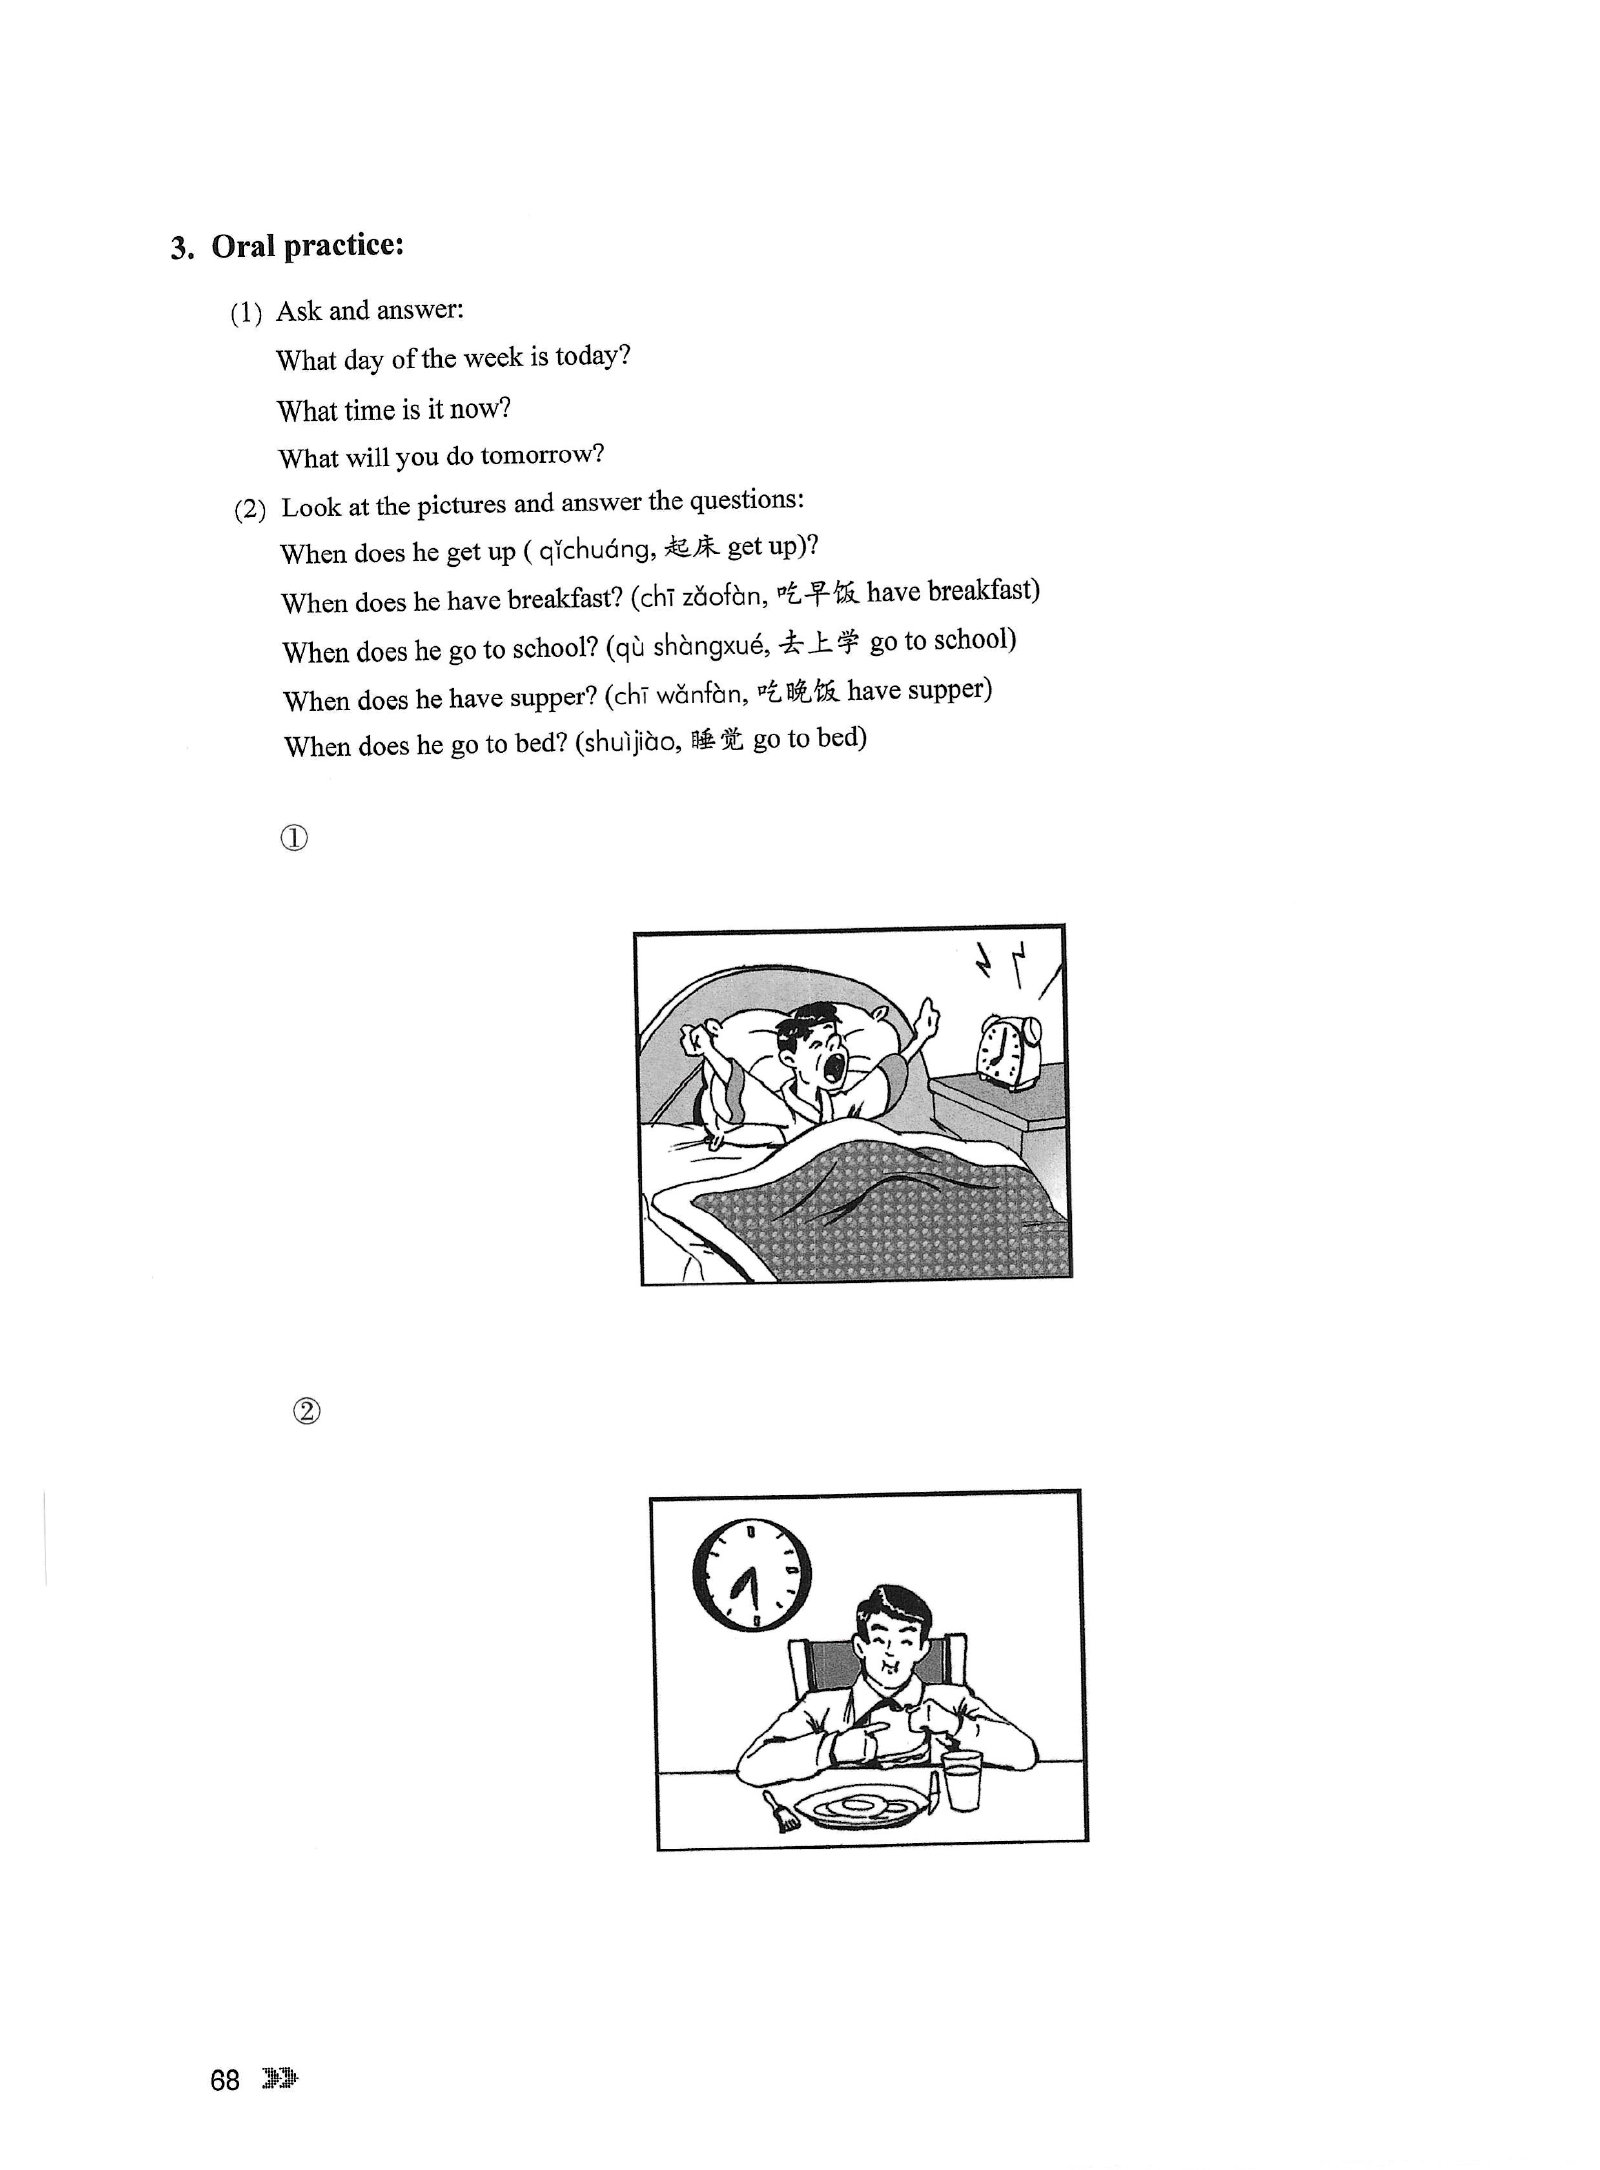 3. Oral practice:
(1) Ask and answer:
What day of the week is today?
What time is it now?
What will you do tomorrow?
(2) Look at the pictures and answer the questions:
When does he get up ( qǐchuáng, 起床 get up)?
When does he have breakfast? (chī zǎofàn, 吃早饭 have breakfast)
When does he go to school? (qù shàngxué, 去上学 go to school)
When does he have supper? (chī wǎnfàn, 吃晚饭 have supper)
When does he go to bed? (shuìjiào, 睡觉 go to bed)
①
②
68